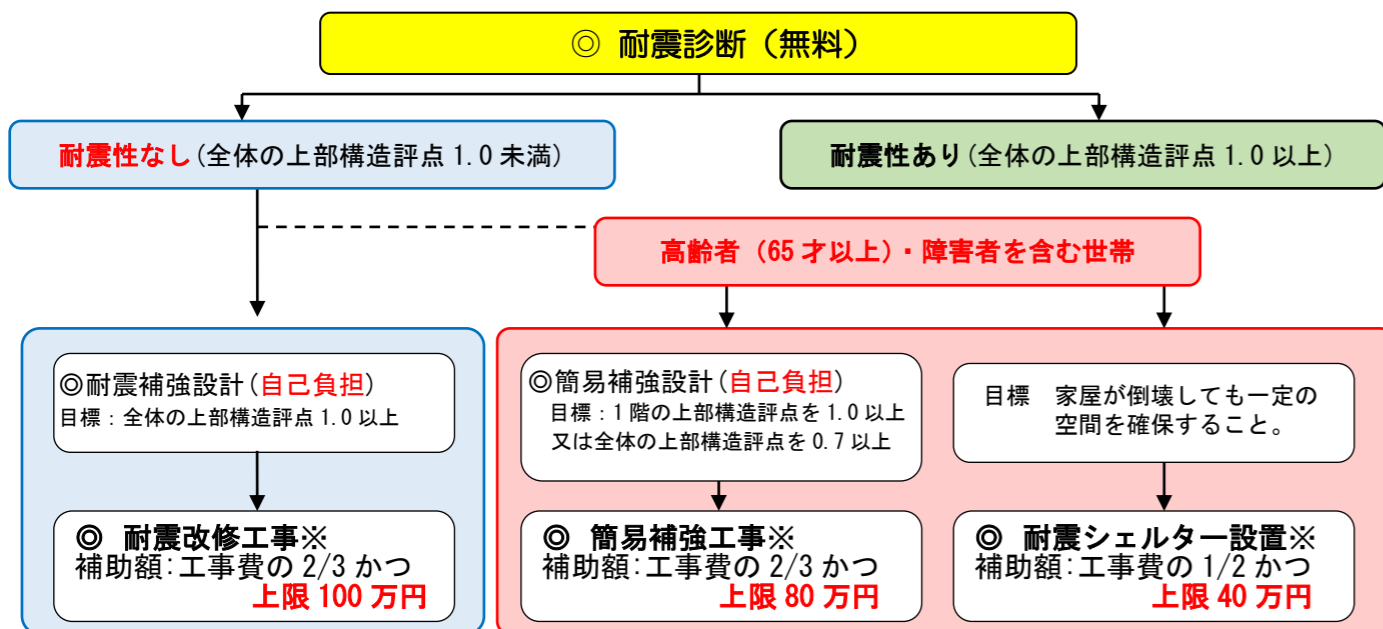 ◎ 耐震診断（無料）
耐震性なし(全体の上部構造評点 1.0 未満)
耐震性あり(全体の上部構造評点 1.0 以上)
高齢者（65 才以上）・障害者を含む世帯
◎耐震補強設計(自己負担)
目標：全体の上部構造評点 1.0 以上
◎簡易補強設計(自己負担)
目標：1 階の上部構造評点を 1.0 以上
又は全体の上部構造評点を 0.7 以上
目標　家屋が倒壊しても一定の
空間を確保すること。
◎ 耐震改修工事※
補助額:工事費の 2/3 かつ
上限 100 万円
◎ 簡易補強工事※
補助額:工事費の 2/3 かつ
上限 80 万円
◎ 耐震シェルター設置※
補助額:工事費の 1/2 かつ
上限 40 万円